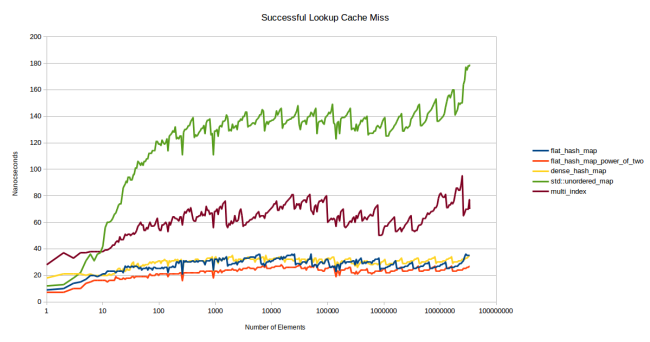 Successful Lookup Cache Miss
200
180
160
140
120
100
80
60
40
20
0
Nanoseconds
1 10 100 1000 10000 100000 1000000 10000000 100000000
Number of Elements
flat_hash_map
flat_hash_map_power_of_two
dense_hash_map
std::unordered_map
multi_index